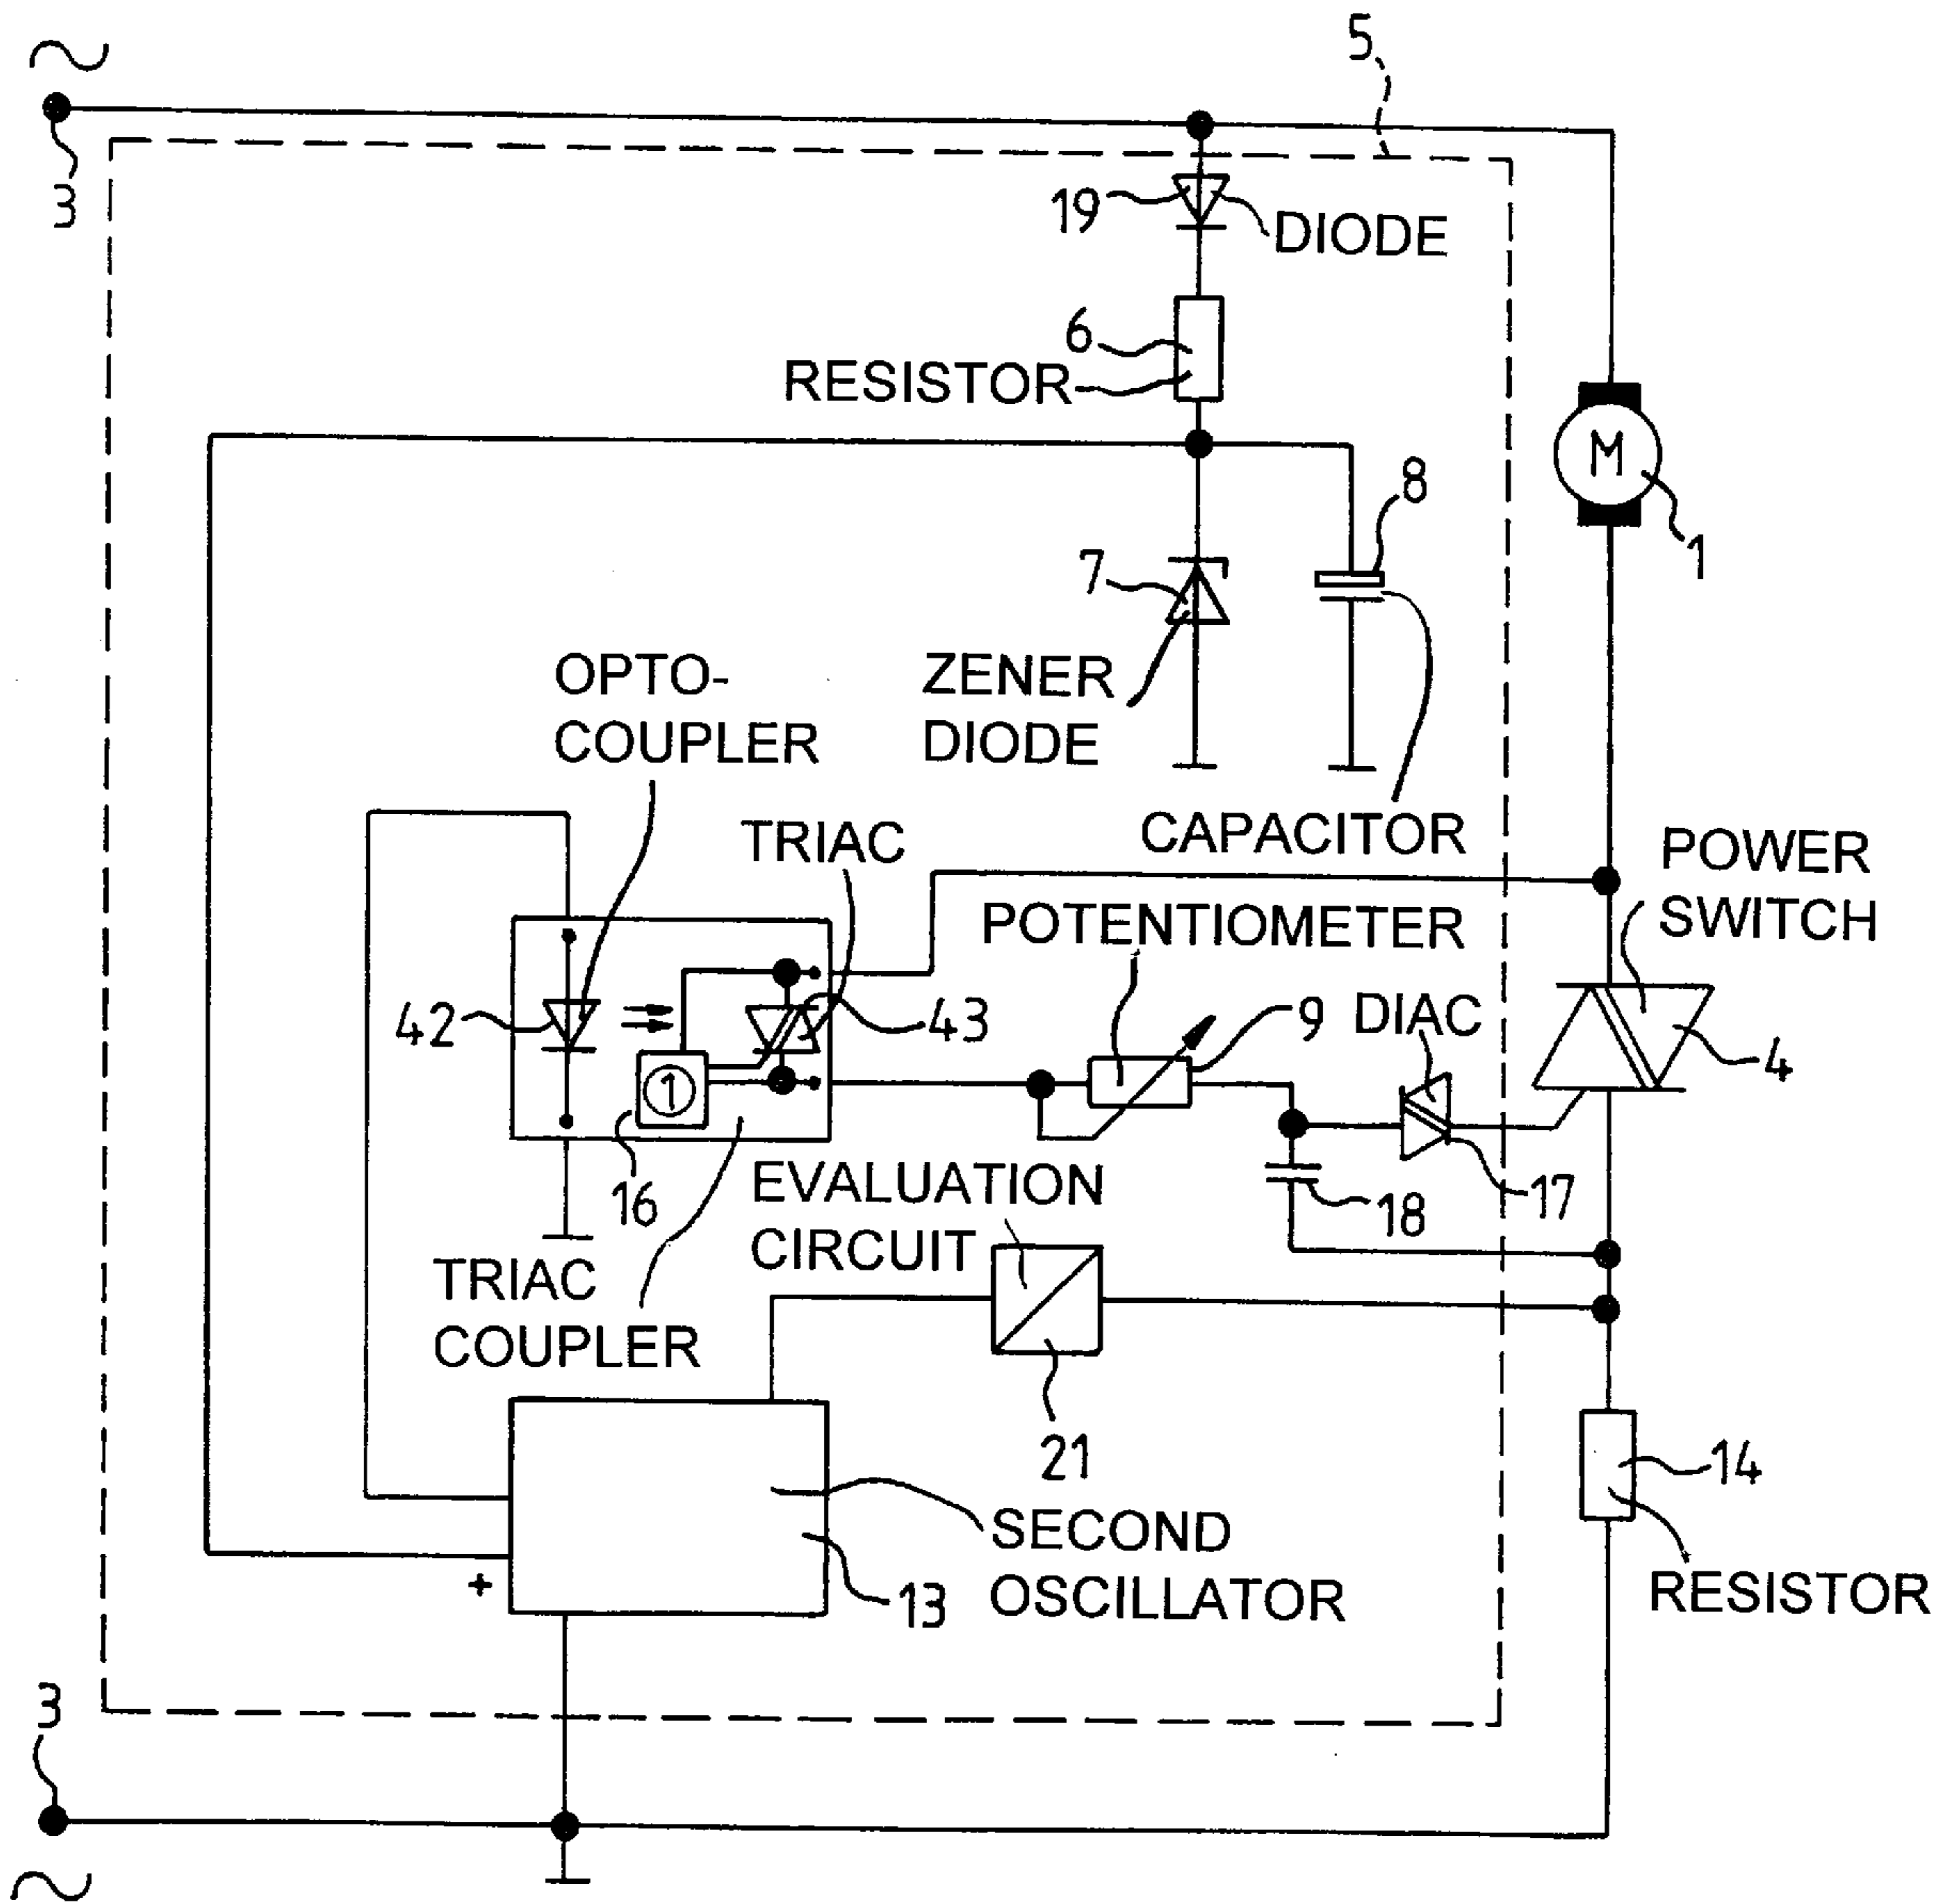 5
3
19
DIODE
6
RESISTOR
M
8
1
7
OPTO-
COUPLER
ZENER
DIODE
TRIAC
CAPACITOR
POWER
SWITCH
POTENTIOMETER
42
43
9
DIAC
4
1
16
EVALUATION
CIRCUIT
18
17
TRIAC
COUPLER
21
14
SECOND
OSCILLATOR
+
13
RESISTOR
3